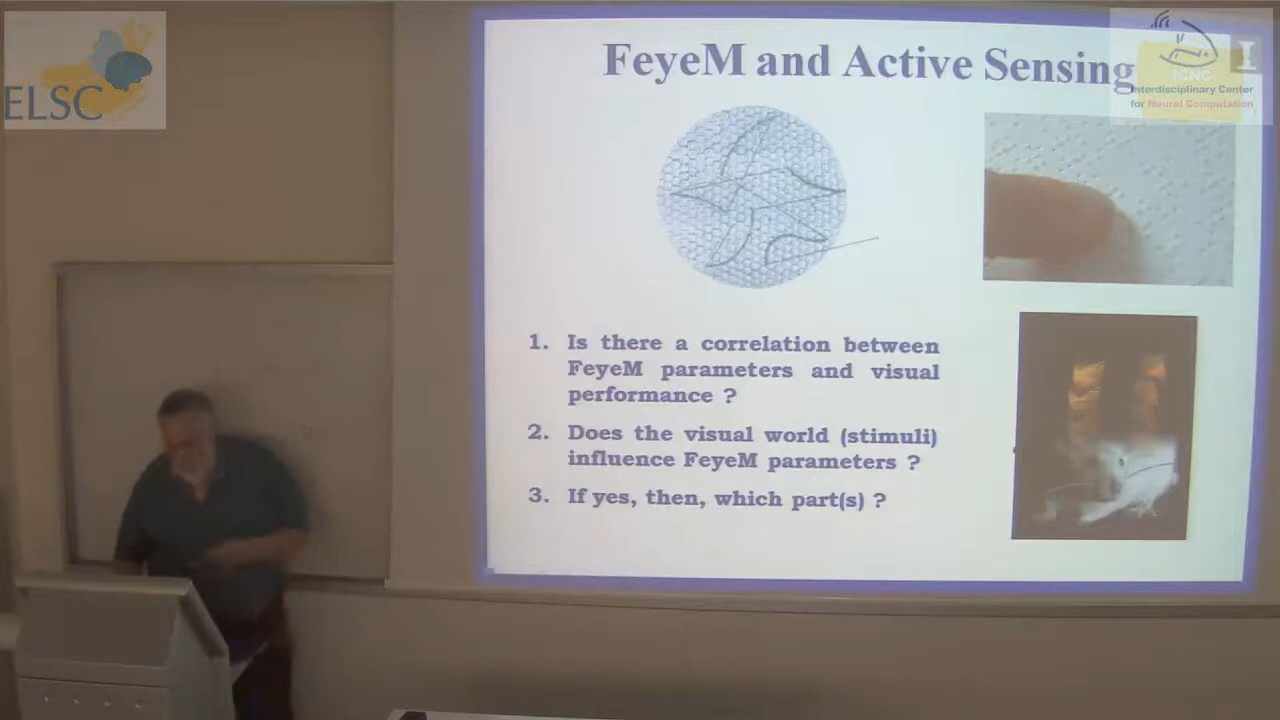 ELSC
FeyeM and Active Sensing
I
ICNC
Interdisciplinary Center
for Neural Computation
1. Is there a correlation between
FeyeM parameters and visual
performance ?
2. Does the visual world (stimuli)
influence FeyeM parameters ?
3. If yes, then, which part(s) ?